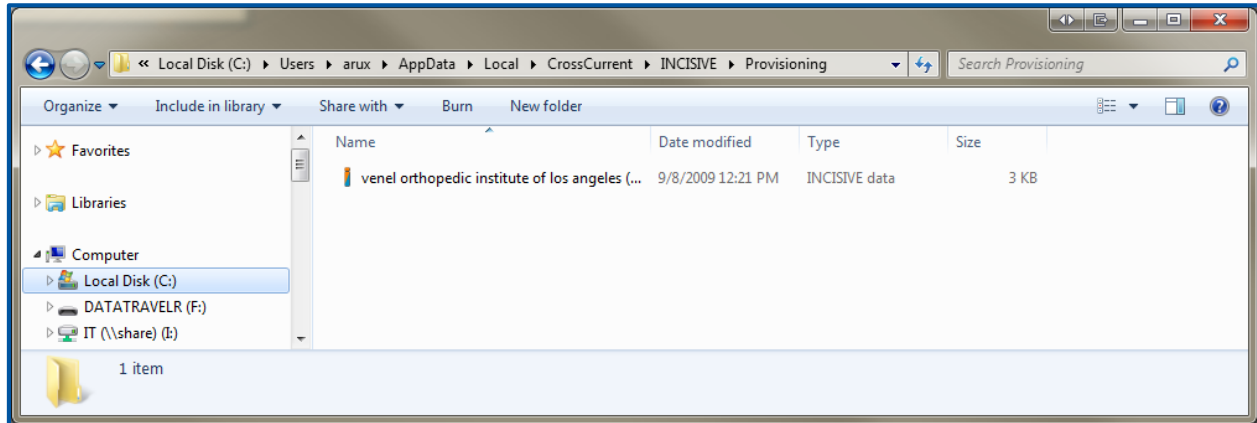 « Local Disk (C:) ▸ Users ▸ arux ▸ AppData ▸ Local ▸ CrossCurrent ▸ INCISIVE ▸ Provisioning Search Provisioning
Organize Include in library Share with Burn New folder
Name Date modified Type Size
Favorites
venel orthopedic institute of los angeles (... 9/8/2009 12:21 PM INCISIVE data 3 KB
Libraries
Computer
Local Disk (C:)
DATATRAVELR (F:)
IT (\\share) (I:)
1 item